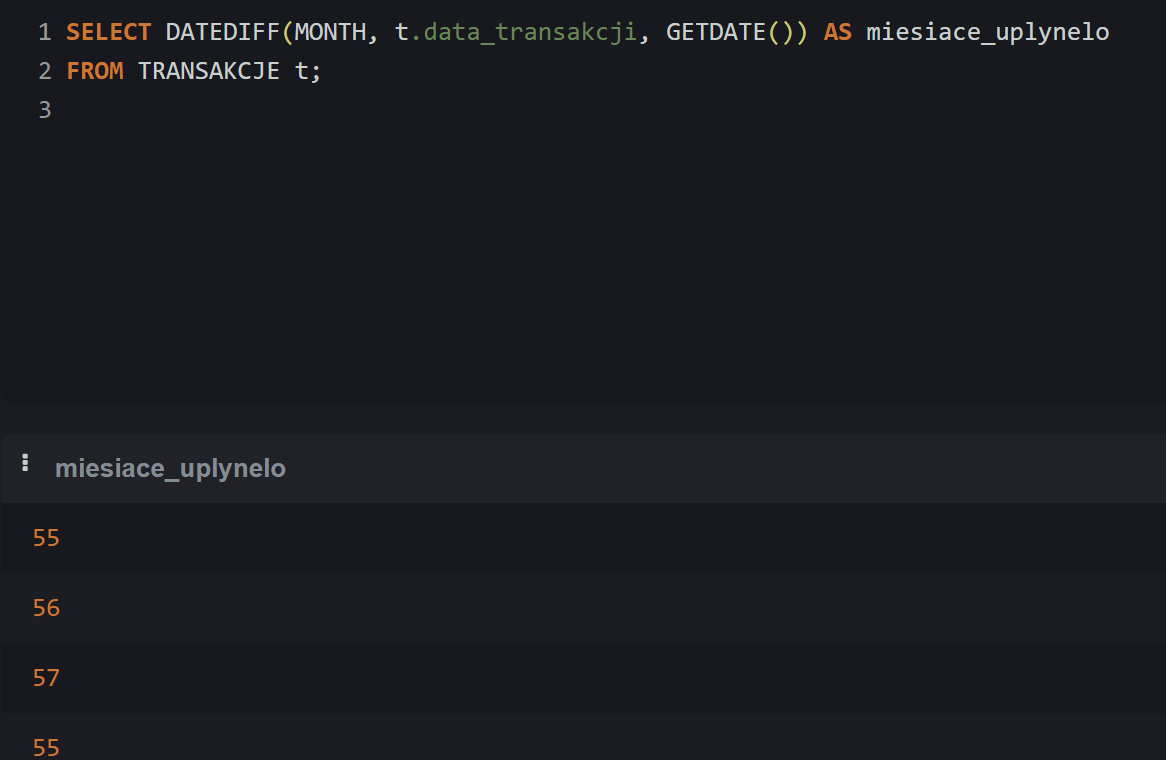 1 SELECT DATEDIFF(MONTH, t.data_transakcji, GETDATE()) AS miesiace_uplynelo
2 FROM TRANSAKCJE t;
3
miesiace_uplynelo
55
56
57
55